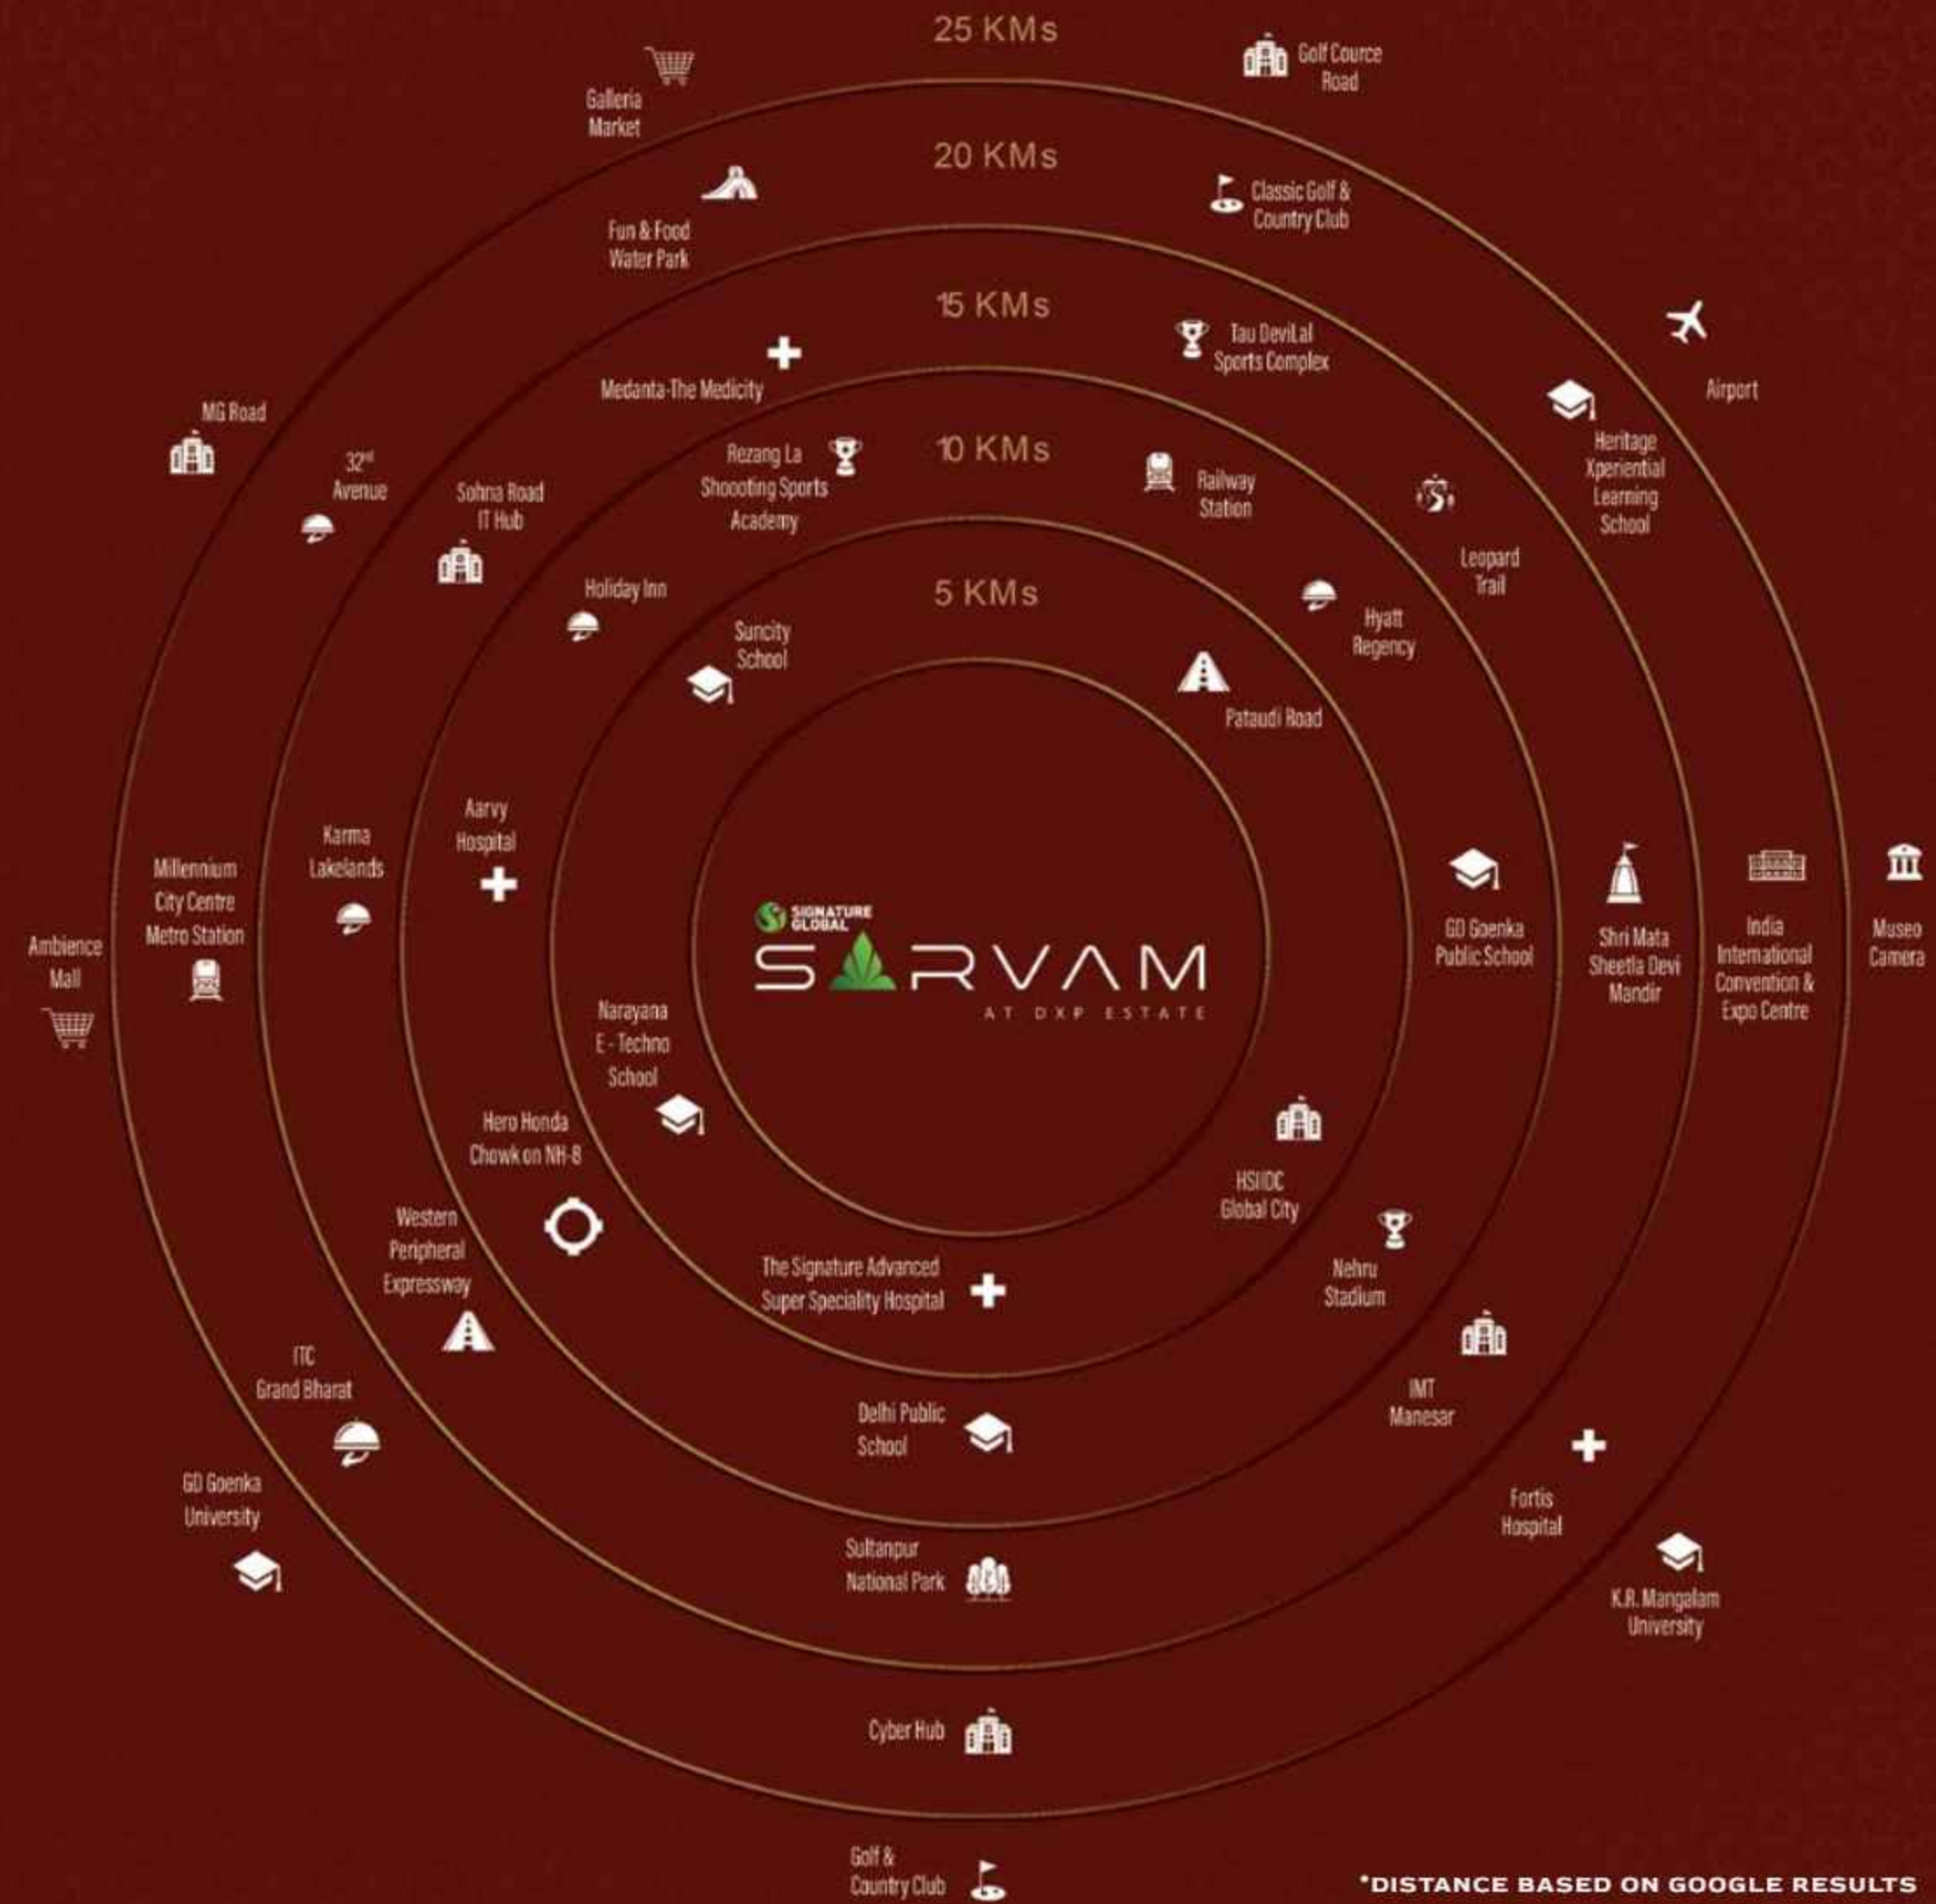 25 KMs
Golf Cource
Road
Galleria
Market
20 KMs
Classic Golf &
Country Club
Fun & Food
Water Park
15 KMs
Tau DeviLal
Sports Complex
Medanta-The Medicity
Airport
MG Road
Heritage
Xperiential
Learning
School
10 KMs
Rezang La
Shoooting Sports
Academy
Railway
Station
32nd
Avenue
Sohna Road
IT Hub
Leopard
Trail
Holiday Inn
5 KMs
Hyatt
Regency
Suncity
School
Pataudi Road
Aarvy
Hospital
Karma
Lakelands
Millennium
City Centre
Metro Station
Ambience
Mall
SIGNATURE
GLOBAL
SARVAM
AT DXP ESTATE
GD Goenka
Public School
Shri Mata
Sheetla Devi
Mandir
India
International
Convention &
Expo Centre
Museo
Camera
Narayana
E - Techno
School
Hero Honda
Chowk on NH-8
HSIIDC
Global City
Western
Peripheral
Expressway
The Signature Advanced
Super Speciality Hospital
Nehru
Stadium
ITC
Grand Bharat
IMT
Manesar
Delhi Public
School
GD Goenka
University
Fortis
Hospital
Sultanpur
National Park
K.R. Mangalam
University
Cyber Hub
Golf &
Country Club
*DISTANCE BASED ON GOOGLE RESULTS